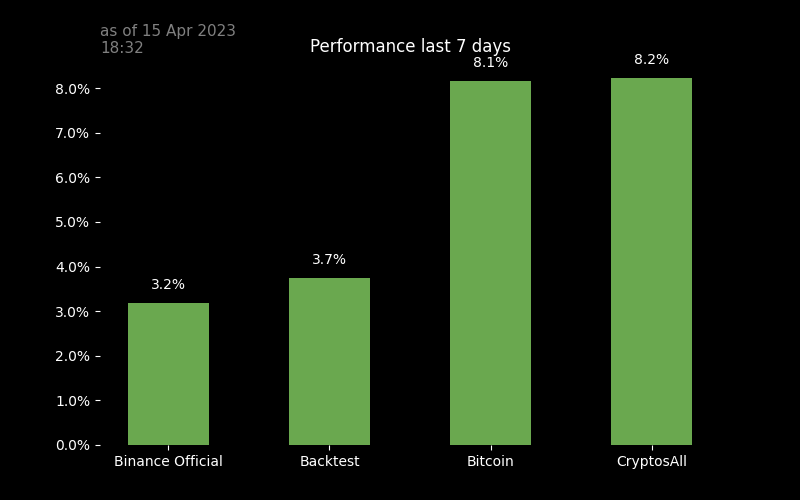 as of 15 Apr 2023
18:32
Performance last 7 days
8.1%
8.2%
8.0%
7.0%
6.0%
5.0%
3.7%
4.0%
3.2%
3.0%
2.0%
1.0%
0.0%
Binance Official
Backtest
Bitcoin
CryptosAll